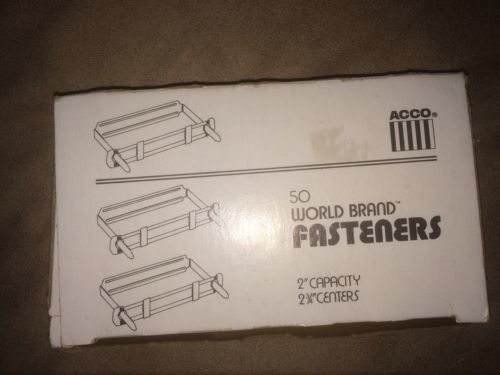 ACCO®
50
WORLD BRAND™
FASTENERS
2" CAPACITY
2¾" CENTERS